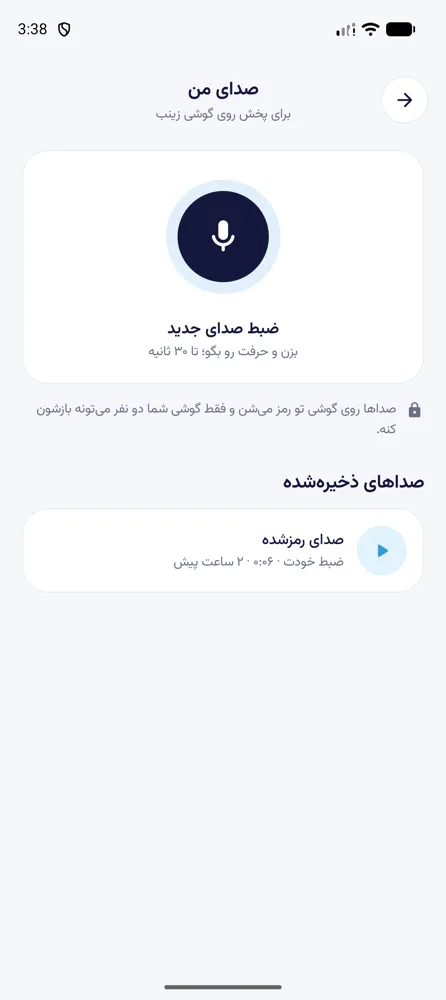 3:38
صدای من
برای پخش روی گوشی زینب
ضبط صدای جدید
بزن و حرفت رو بگو؛ تا ۳۰ ثانیه
صداها روی گوشی تو رمز می‌شن و فقط گوشی شما دو نفر می‌تونه بازشون
کنه.
صداهای ذخیره‌شده
صدای رمزشده
ضبط خودت · ۰:۰۶ · ۲ ساعت پیش